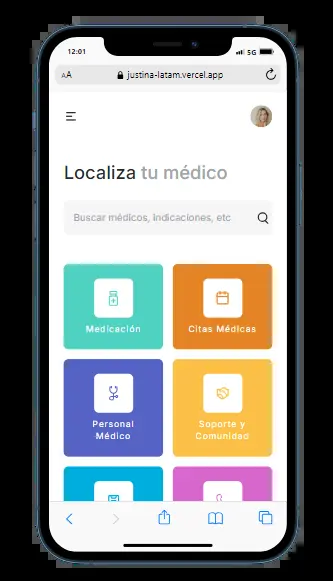 12:01
5G
AA
justina-latam.vercel.app
Localiza tu médico
Buscar médicos, indicaciones, etc
Medicación
Citas Médicas
Personal
Médico
Soporte y
Comunidad